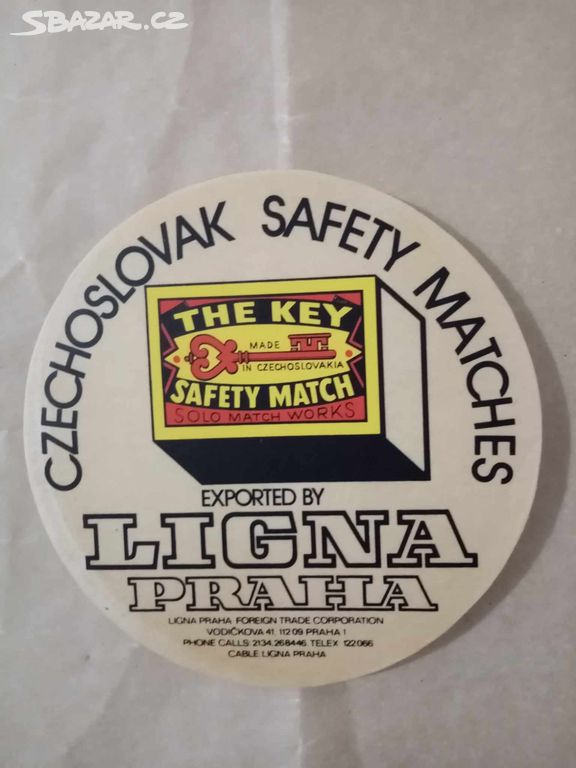 SBAZAR.CZ
CZECHOSLOVAK SAFETY MATCHES
THE KEY
MADE
IN CZECHOSLOVAKIA
SAFETY MATCH
SOLO MATCH WORKS
EXPORTED BY
LIGNA
PRAHA
LIGNA PRAHA FOREIGN TRADE CORPORATION
VODIČKOVA 41, 112 09 PRAHA 1
PHONE CALLS: 2134, 268446, TELEX 122066
CABLE: LIGNA PRAHA